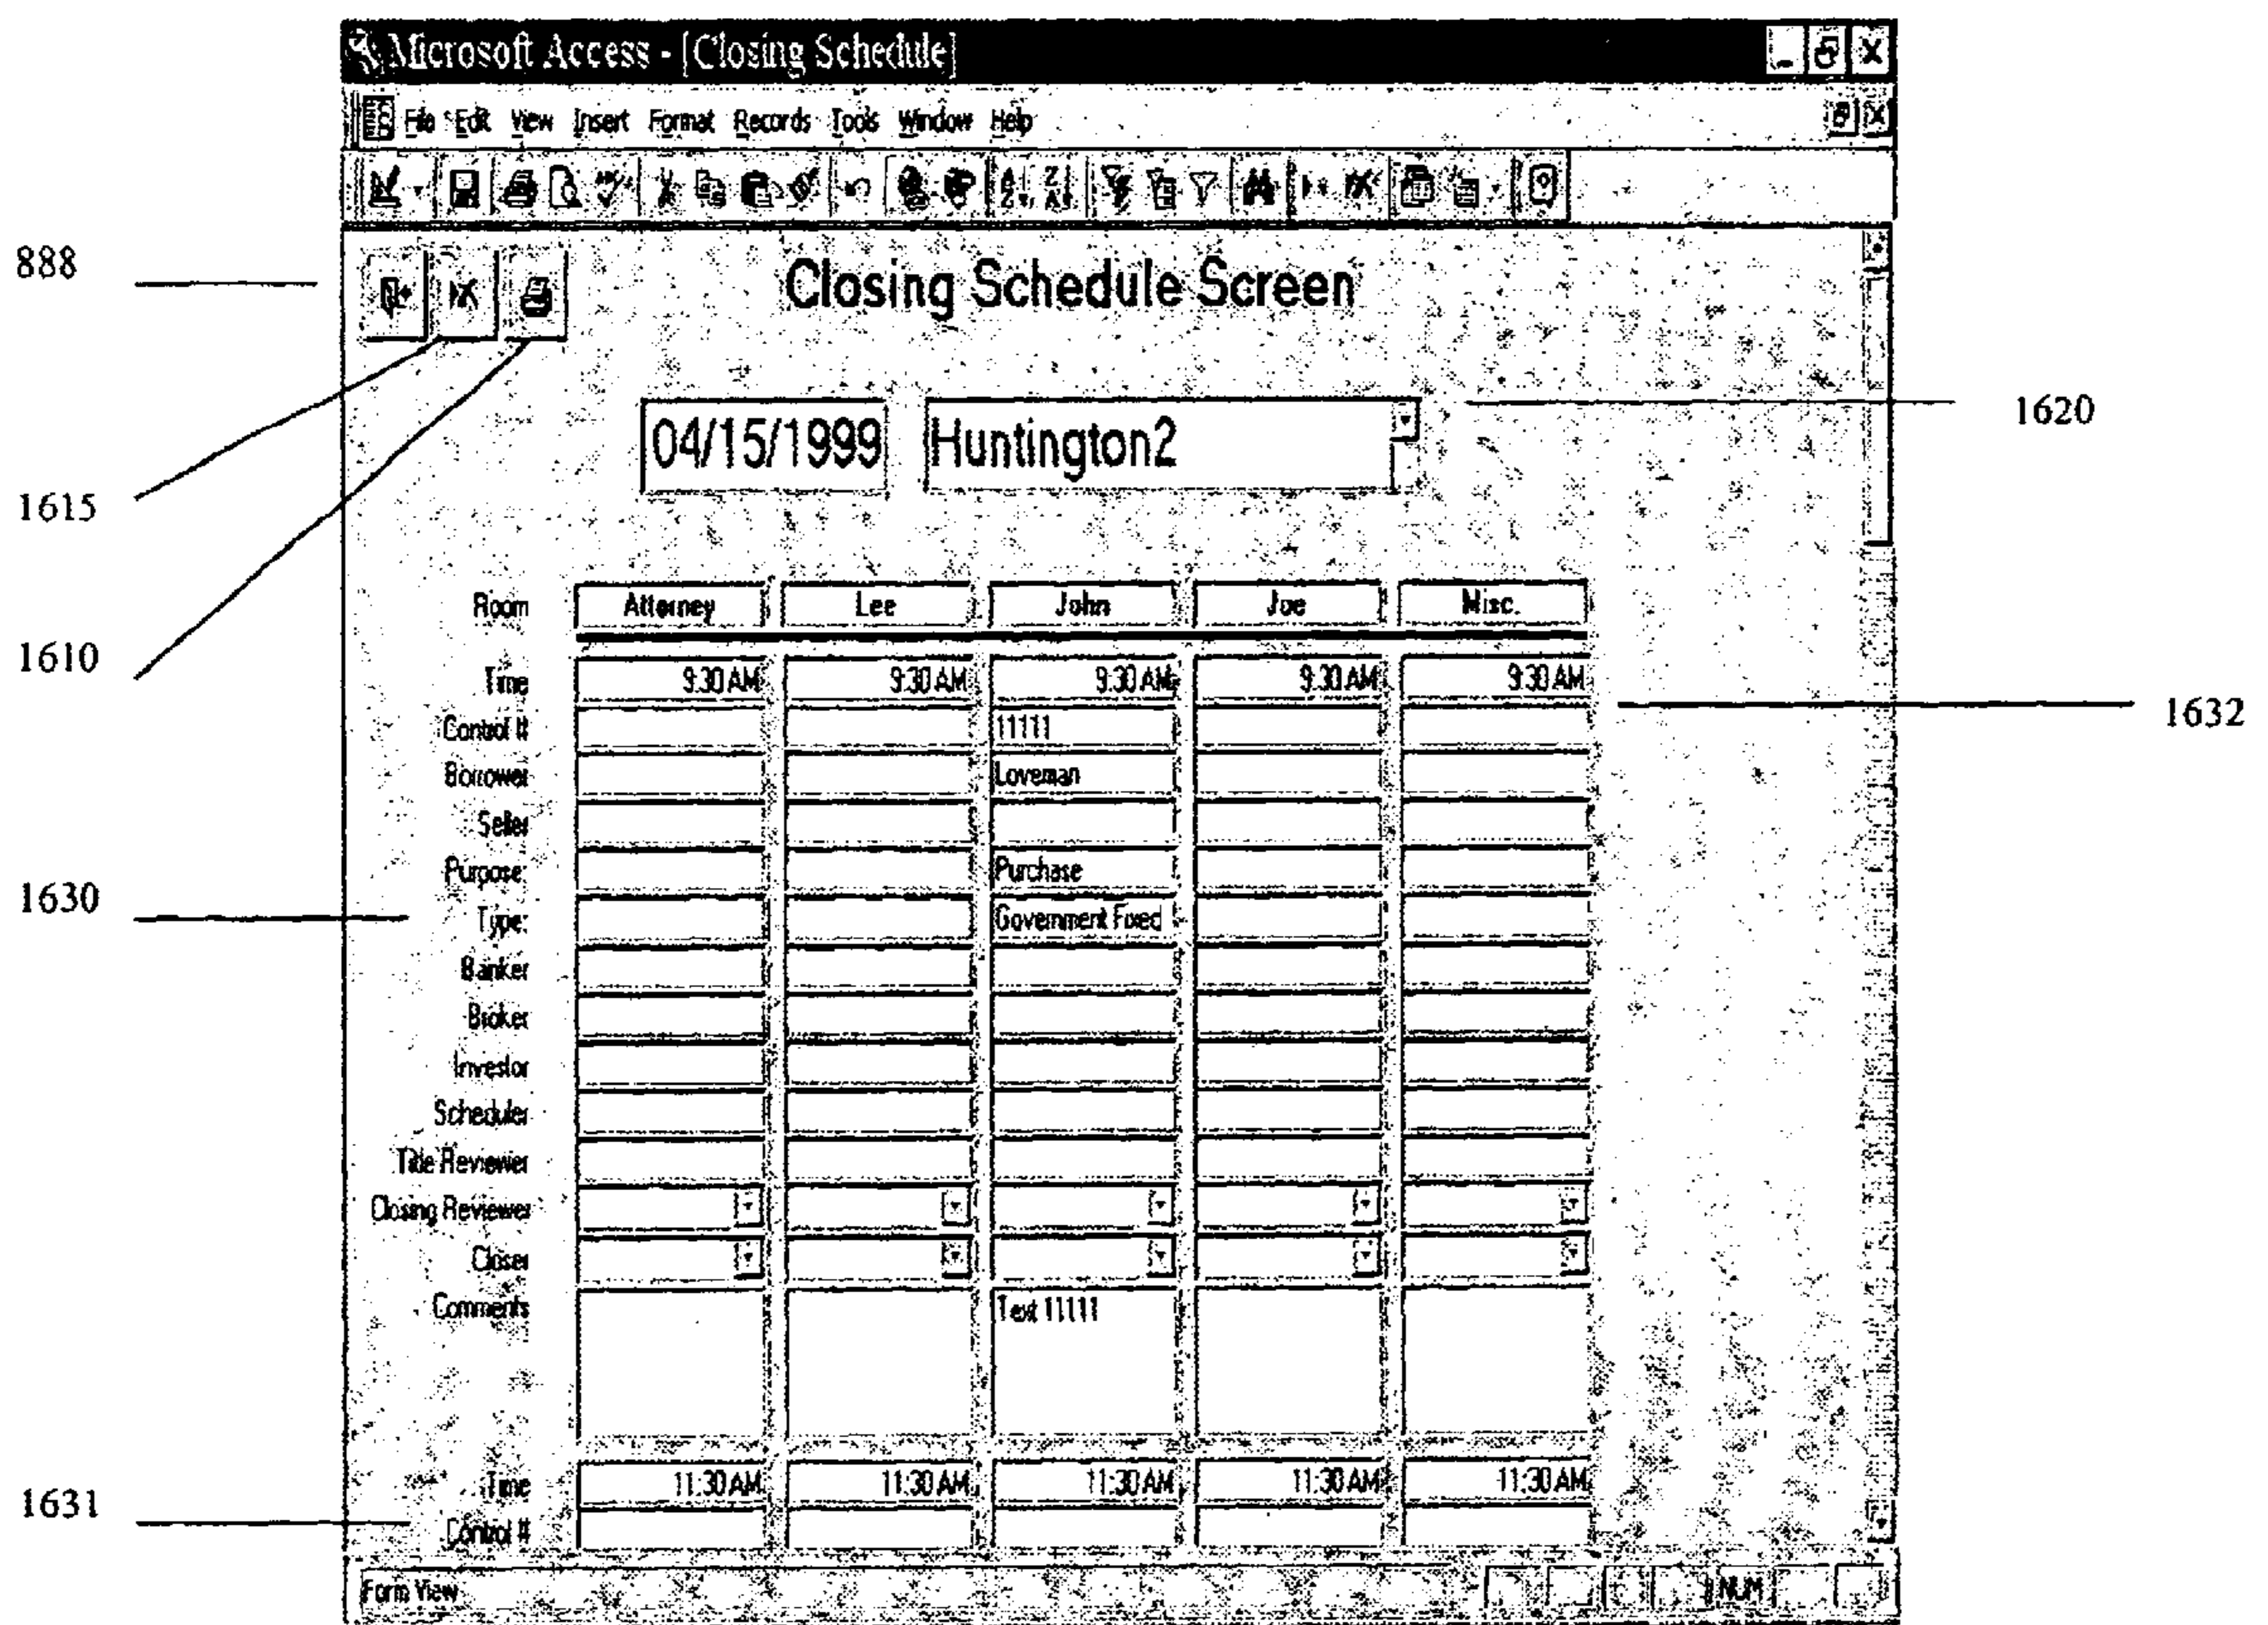 Microsoft Access - [Closing Schedule]
File Edit View Insert Format Records Tools Window Help
888
Closing Schedule Screen
04/15/1999 Huntington2
1620
1615
1610
Room Attorney Lee John Joe Misc.
Time 9:30 AM 9:30 AM 9:30 AM 9:30 AM 9:30 AM
1632
Control # 11111
Borrower Loveman
Seller
Purpose: Purchase
1630
Type: Government Fixed
Banker
Broker
Investor
Scheduler
Title Reviewer
Closing Reviewer
Closer
Comments Text 11111
Time 11:30 AM 11:30 AM 11:30 AM 11:30 AM 11:30 AM
1631
Control #
Form View NUM